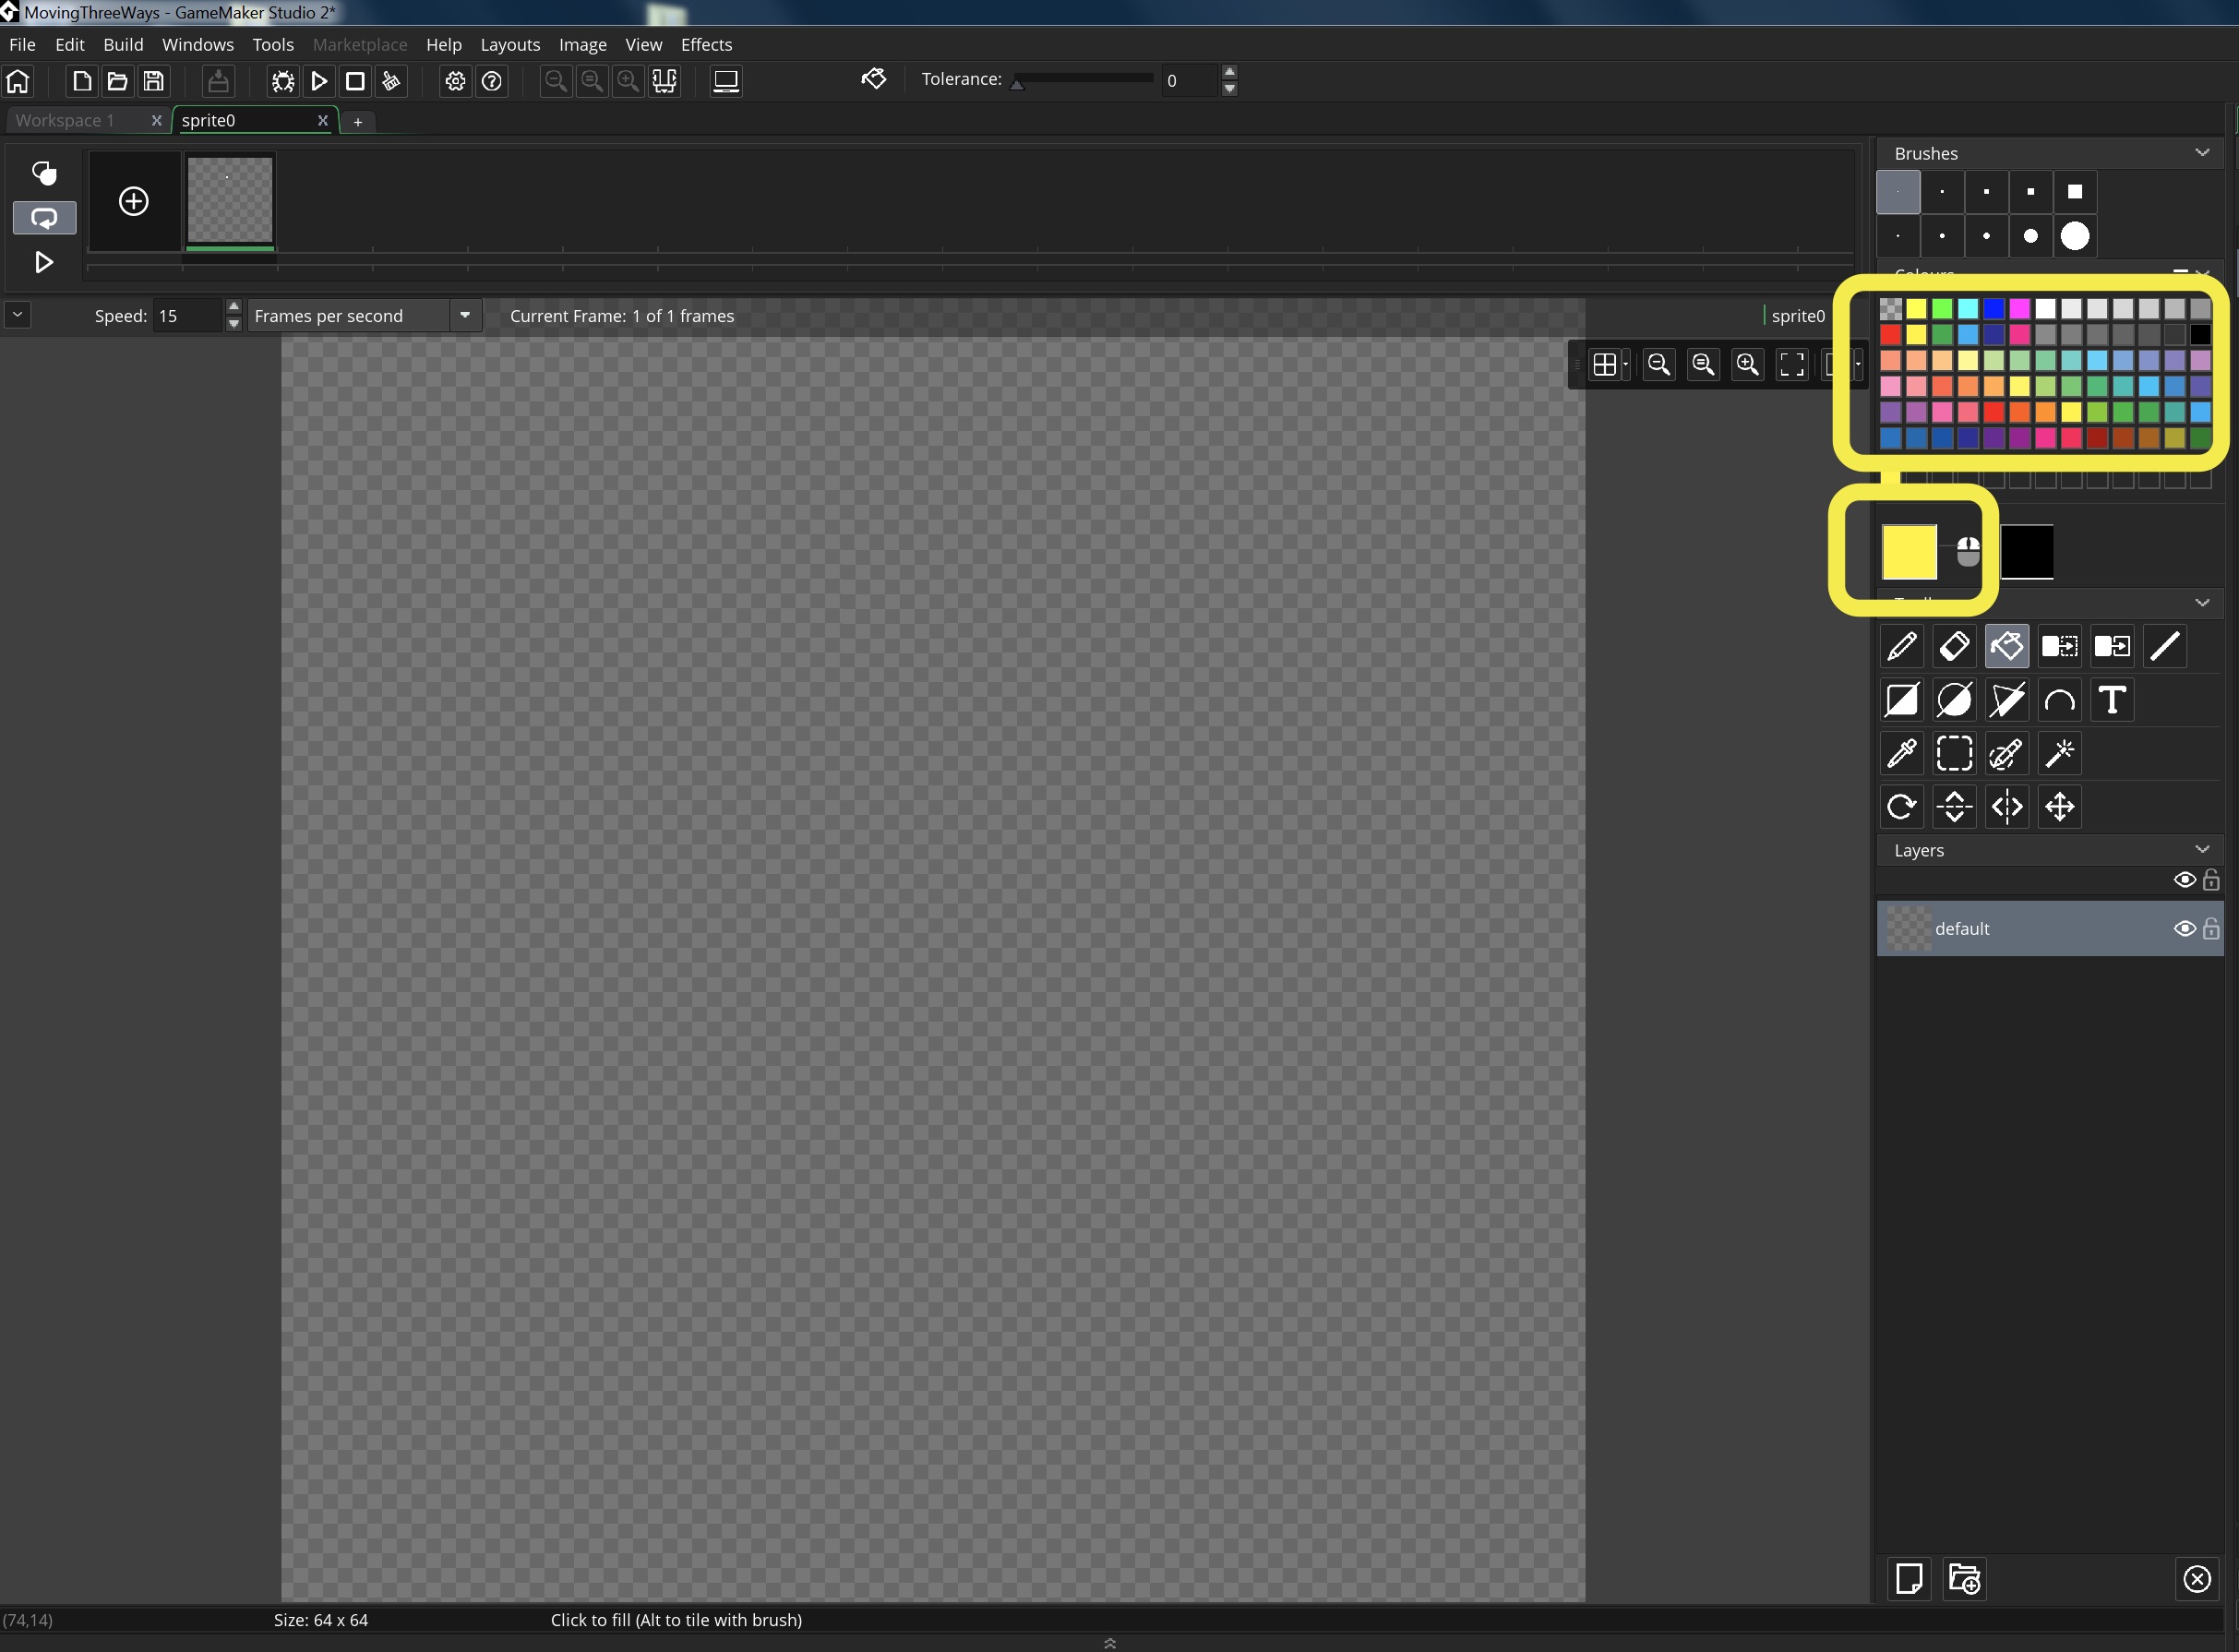 MovingThreeWays - GameMaker Studio 2*
File Edit Build Windows Tools Marketplace Help Layouts Image View Effects
Tolerance: 0
Workspace 1 X sprite0 X +
Brushes
Colours
Speed: 15 Frames per second Current Frame: 1 of 1 frames sprite0
Layers
default
(74,14) Size: 64 x 64 Click to fill (Alt to tile with brush)